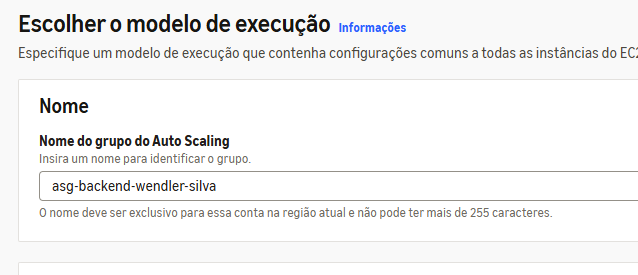 Escolher o modelo de execução Informações
Especifique um modelo de execução que contenha configurações comuns a todas as instâncias do EC2
Nome
Nome do grupo do Auto Scaling
Insira um nome para identificar o grupo.
asg-backend-wendler-silva
O nome deve ser exclusivo para essa conta na região atual e não pode ter mais de 255 caracteres.